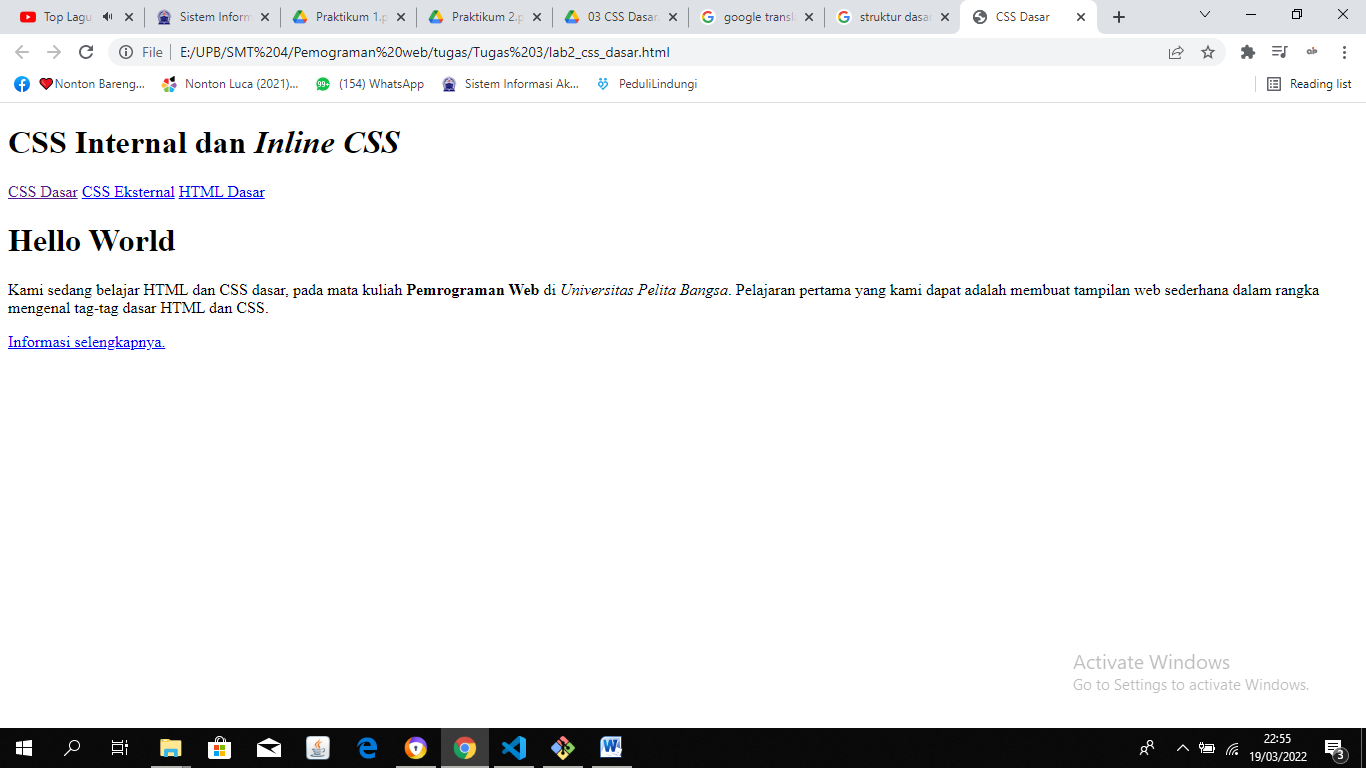 Top Lagu
Sistem Inform
Praktikum 1.p
Praktikum 2.p
03 CSS Dasar.
google transl
struktur dasar
CSS Dasar
File
E:/UPB/SMT%204/Pemograman%20web/tugas/Tugas%203/lab2_css_dasar.html
Nonton Bareng...
Nonton Luca (2021)...
99+
(154) WhatsApp
Sistem Informasi Ak...
PeduliLindungi
Reading list
CSS Internal dan Inline CSS
CSS Dasar CSS Eksternal HTML Dasar
Hello World
Kami sedang belajar HTML dan CSS dasar, pada mata kuliah Pemrograman Web di Universitas Pelita Bangsa. Pelajaran pertama yang kami dapat adalah membuat tampilan web sederhana dalam rangka
mengenal tag-tag dasar HTML dan CSS.
Informasi selengkapnya.
Activate Windows
Go to Settings to activate Windows.
22:55
19/03/2022
3